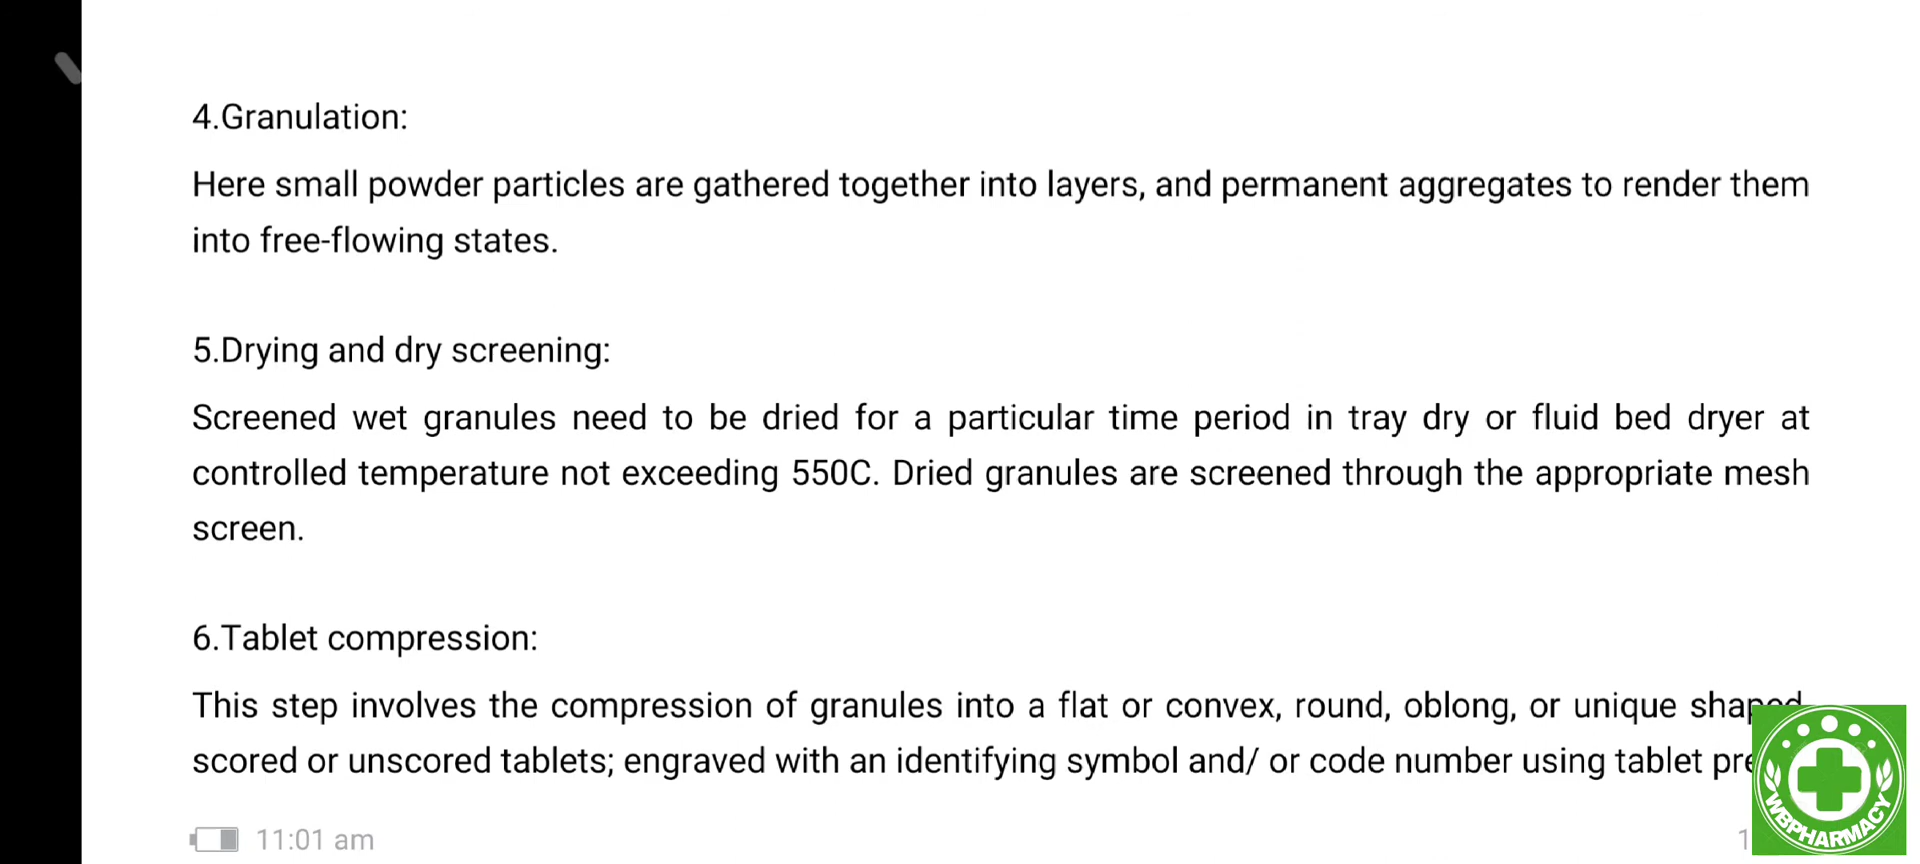 4.Granulation:
Here small powder particles are gathered together into layers, and permanent aggregates to render them
into free-flowing states.
5.Drying and dry screening:
Screened wet granules need to be dried for a particular time period in tray dry or fluid bed dryer at
controlled temperature not exceeding 550C. Dried granules are screened through the appropriate mesh
screen.
6.Tablet compression:
This step involves the compression of granules into a flat or convex, round, oblong, or unique shaped,
scored or unscored tablets; engraved with an identifying symbol and/ or code number using tablet
11:01 am
WBPHARMACY